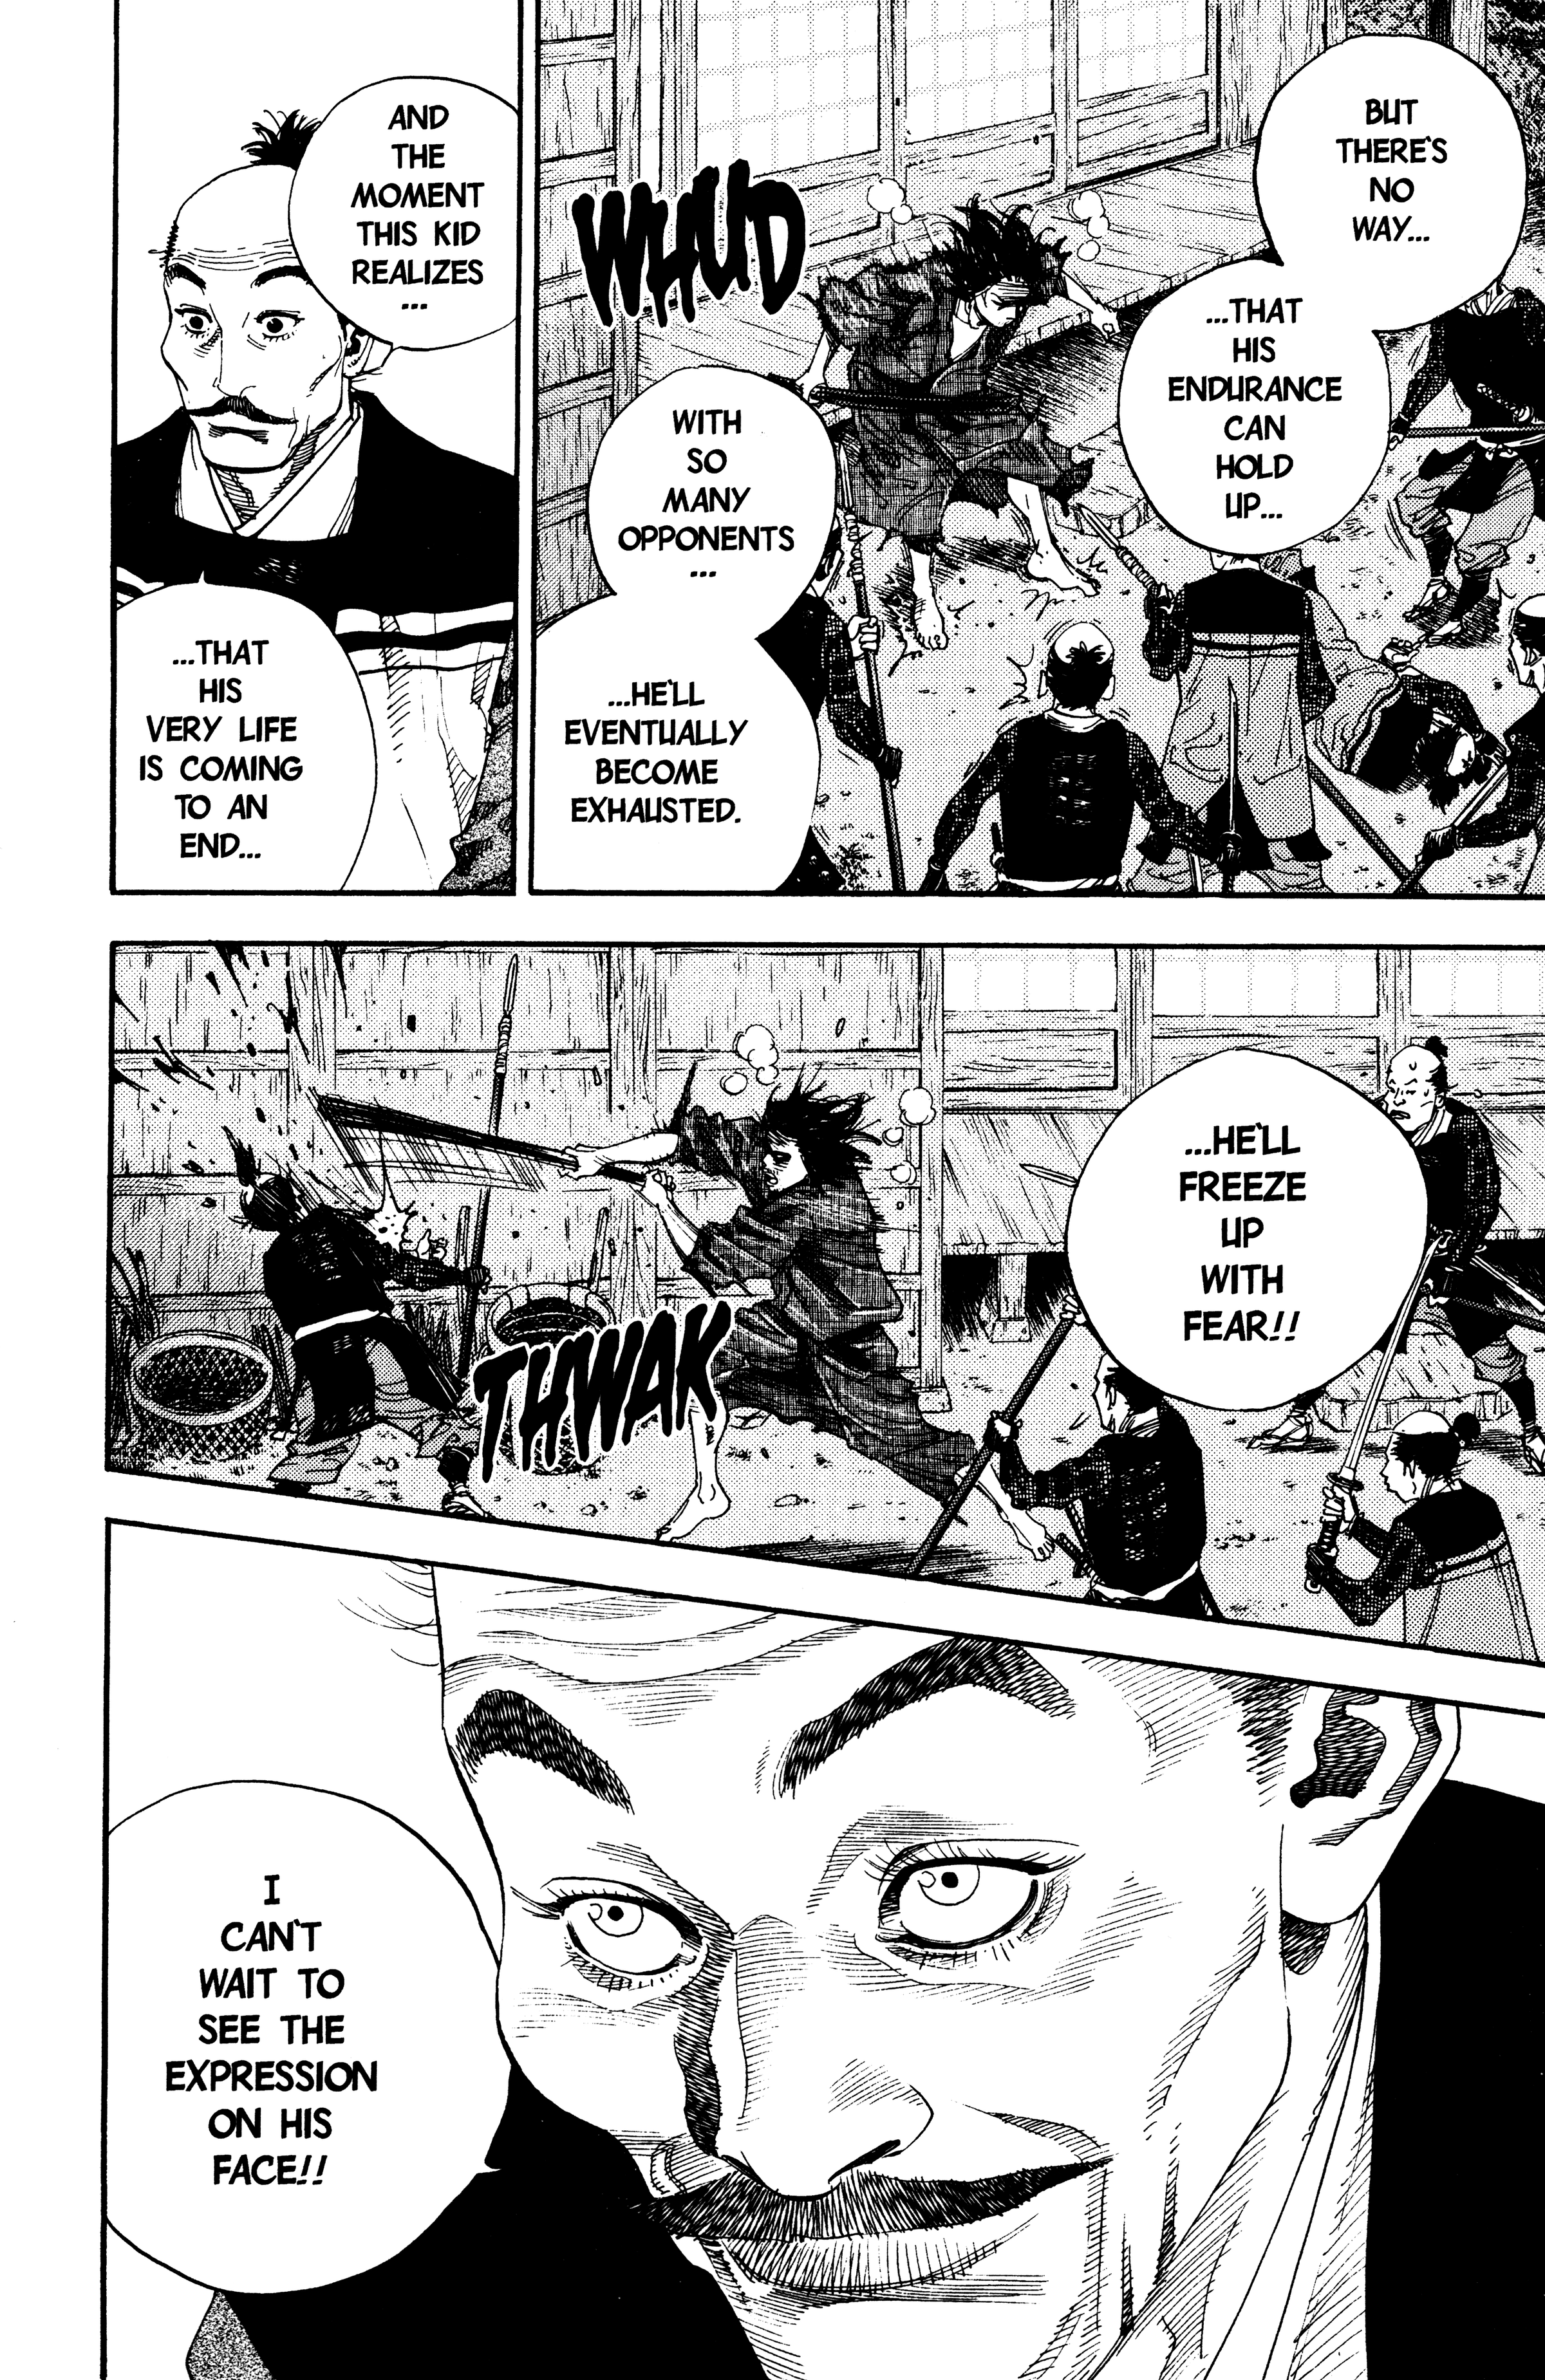 BUT
THERE'S
NO
WAY...
...THAT
HIS
ENDURANCE
CAN
HOLD
UP...
WHUD
WITH
SO
MANY
OPPONENTS
...
...HE'LL
EVENTUALLY
BECOME
EXHAUSTED.
AND
THE
MOMENT
THIS KID
REALIZES
...
...THAT
HIS
VERY LIFE
IS COMING
TO AN
END...
...HE'LL
FREEZE
UP
WITH
FEAR!!
THWAK
I
CAN'T
WAIT TO
SEE THE
EXPRESSION
ON HIS
FACE!!